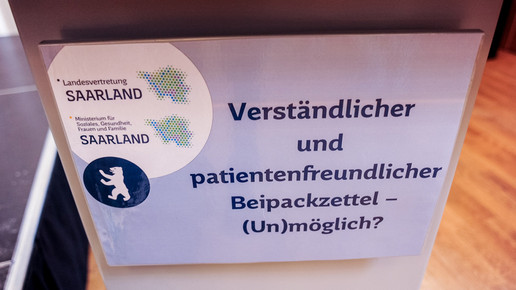 Landesvertretung
SAARLAND
Ministerium für
Soziales, Gesundheit,
Frauen und Familie
SAARLAND
Verständlicher
und
patientenfreundlicher
Beipackzettel –
(Un)möglich?